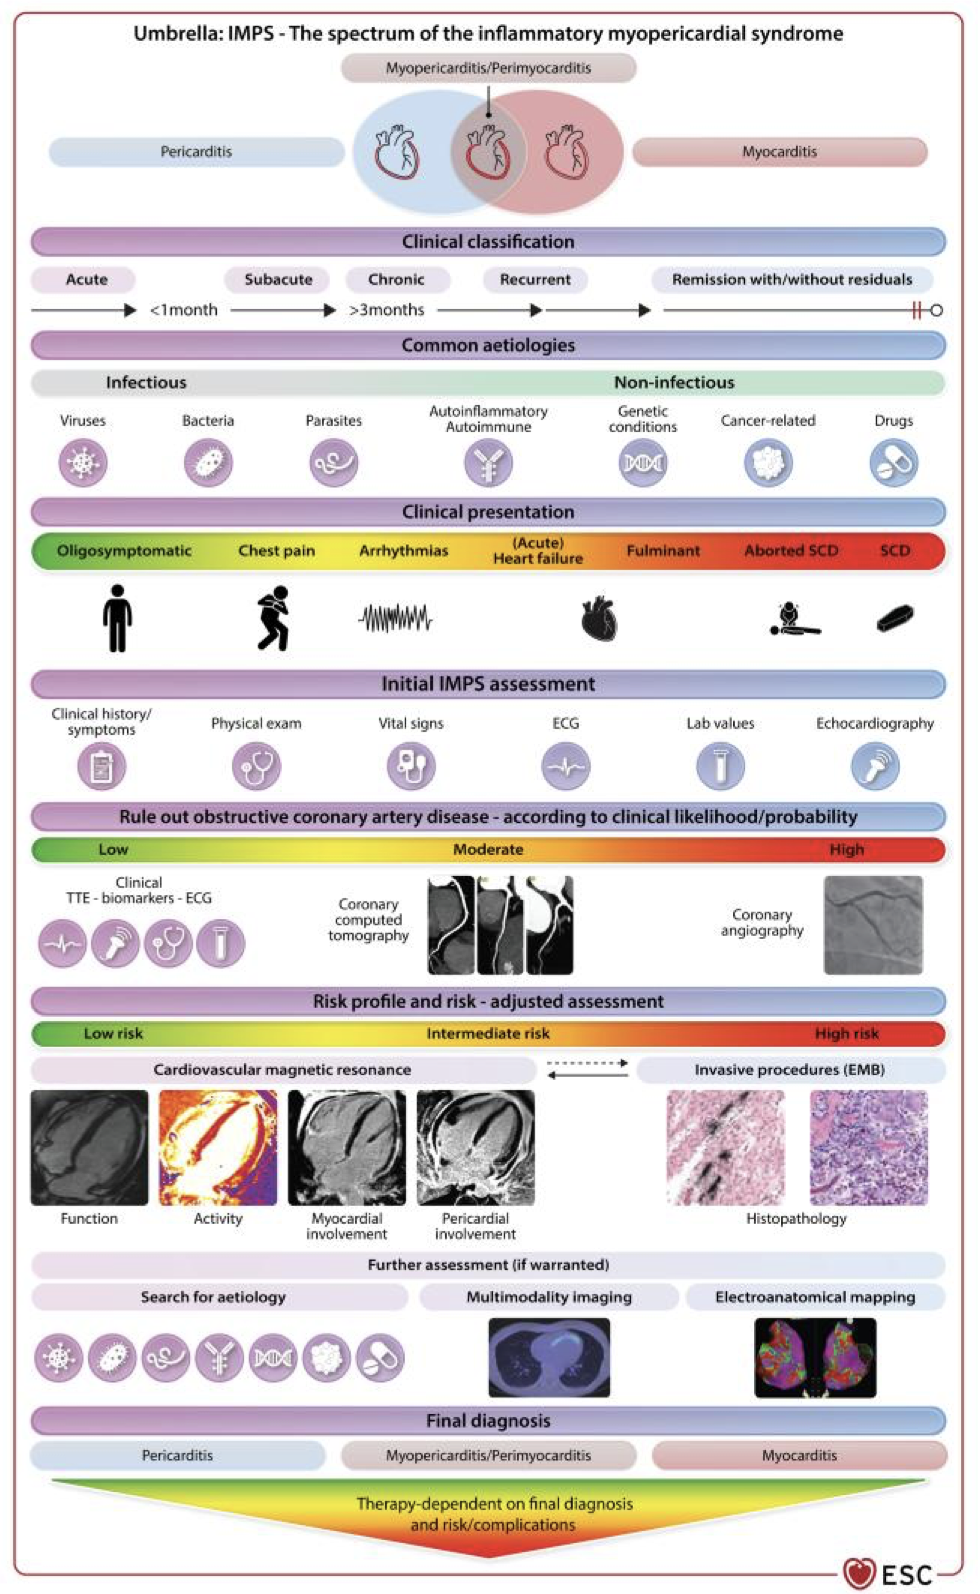 Umbrella: IMPS - The spectrum of the inflammatory myopericardial syndrome
Myopericarditis/Perimyocarditis
Pericarditis
Myocarditis
Clinical classification
Acute
Subacute
Chronic
Recurrent
Remission with/without residuals
<1month
>3months
Common aetiologies
Infectious
Non-infectious
Viruses
Bacteria
Parasites
Autoinflammatory
Autoimmune
Genetic
conditions
Cancer-related
Drugs
Clinical presentation
Oligosymptomatic
Chest pain
Arrhythmias
(Acute)
Heart failure
Fulminant
Aborted SCD
SCD
Initial IMPS assessment
Clinical history/
symptoms
Physical exam
Vital signs
ECG
Lab values
Echocardiography
Rule out obstructive coronary artery disease - according to clinical likelihood/probability
Low
Moderate
High
Clinical
TTE - biomarkers - ECG
Coronary
computed
tomography
Coronary
angiography
Risk profile and risk - adjusted assessment
Low risk
Intermediate risk
High risk
Cardiovascular magnetic resonance
Invasive procedures (EMB)
Function
Activity
Myocardial
involvement
Pericardial
involvement
Histopathology
Further assessment (if warranted)
Search for aetiology
Multimodality imaging
Electroanatomical mapping
Final diagnosis
Pericarditis
Myopericarditis/Perimyocarditis
Myocarditis
Therapy-dependent on final diagnosis
and risk/complications
ESC